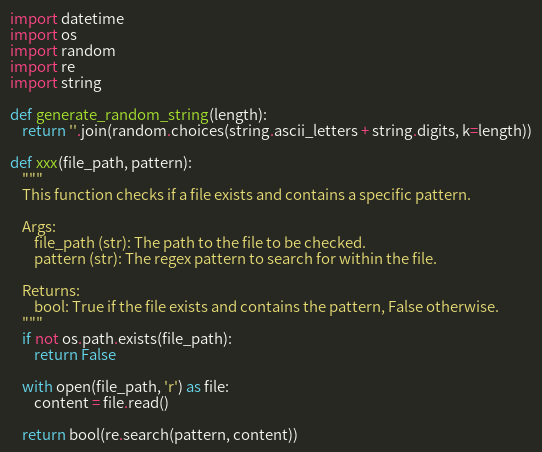 import datetime
import os
import random
import re
import string

def generate_random_string(length):
    return ''.join(random.choices(string.ascii_letters + string.digits, k=length))

def xxx(file_path, pattern):
    """
    This function checks if a file exists and contains a specific pattern.

    Args:
        file_path (str): The path to the file to be checked.
        pattern (str): The regex pattern to search for within the file.

    Returns:
        bool: True if the file exists and contains the pattern, False otherwise.
    """
    if not os.path.exists(file_path):
        return False

    with open(file_path, 'r') as file:
        content = file.read()

    return bool(re.search(pattern, content))